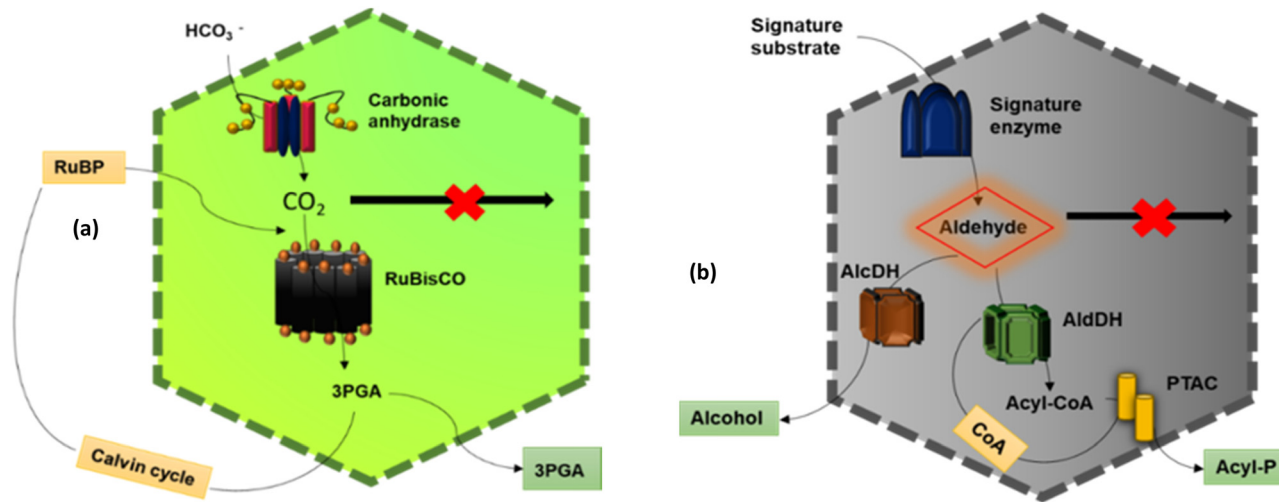 HCO₃⁻
Carbonic
anhydrase
RuBP
(a)
CO₂
RuBisCO
3PGA
Calvin cycle
3PGA
Signature
substrate
Signature
enzyme
Aldehyde
(b)
AlcDH
AldDH
Acyl-CoA
PTAC
Alcohol
CoA
Acyl-P